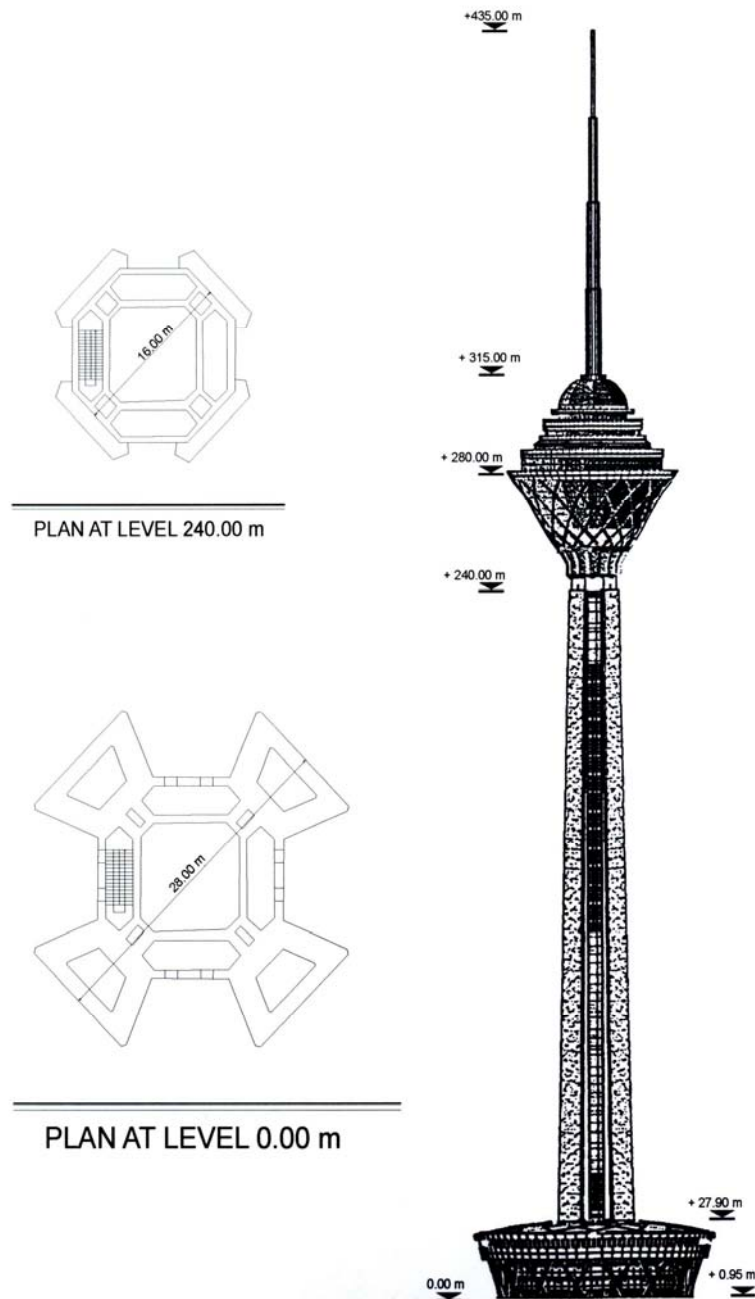 +435.00 m
+ 315.00 m
16.00 m
+ 280.00 m
PLAN AT LEVEL 240.00 m
+ 240.00 m
28.00 m
PLAN AT LEVEL 0.00 m
+ 27.90 m
0.00 m
+ 0.95 m